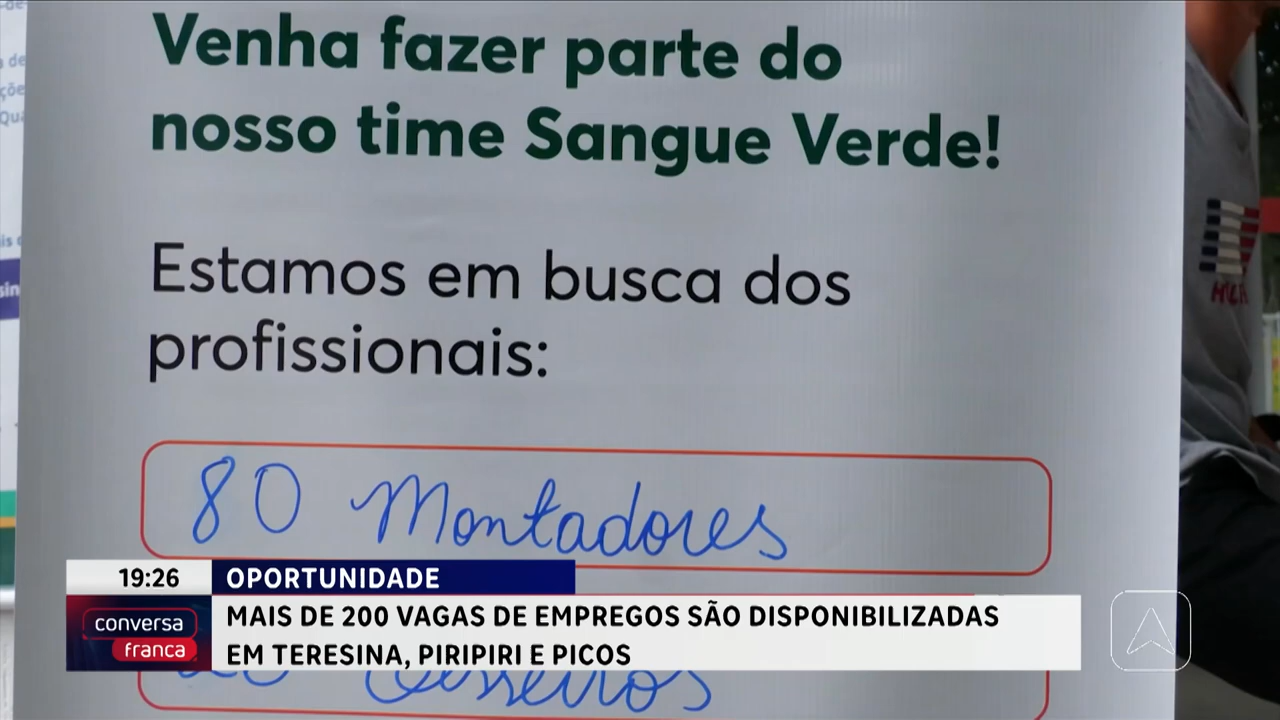 Venha fazer parte do
nosso time Sangue Verde!
Estamos em busca dos
profissionais:
80 Montadores
19:26
OPORTUNIDADE
conversa
franca
MAIS DE 200 VAGAS DE EMPREGOS SÃO DISPONIBILIZADAS
EM TERESINA, PIRIPIRI E PICOS